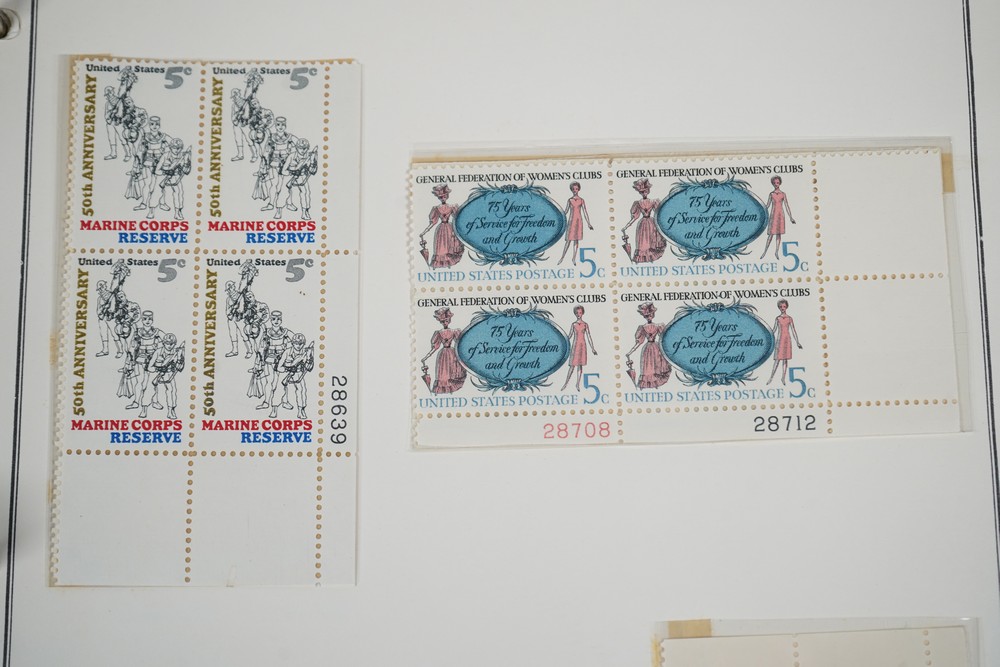 United States 5c
50th ANNIVERSARY
MARINE CORPS
RESERVE
United States 5c
50th ANNIVERSARY
MARINE CORPS
RESERVE
United States 5c
50th ANNIVERSARY
MARINE CORPS
RESERVE
United States 5c
50th ANNIVERSARY
MARINE CORPS
RESERVE
28639
GENERAL FEDERATION OF WOMEN'S CLUBS
75 Years
of Service for Freedom
and Growth
UNITED STATES POSTAGE 5c
GENERAL FEDERATION OF WOMEN'S CLUBS
75 Years
of Service for Freedom
and Growth
UNITED STATES POSTAGE 5c
GENERAL FEDERATION OF WOMEN'S CLUBS
75 Years
of Service for Freedom
and Growth
UNITED STATES POSTAGE 5c
GENERAL FEDERATION OF WOMEN'S CLUBS
75 Years
of Service for Freedom
and Growth
UNITED STATES POSTAGE 5c
28708
28712